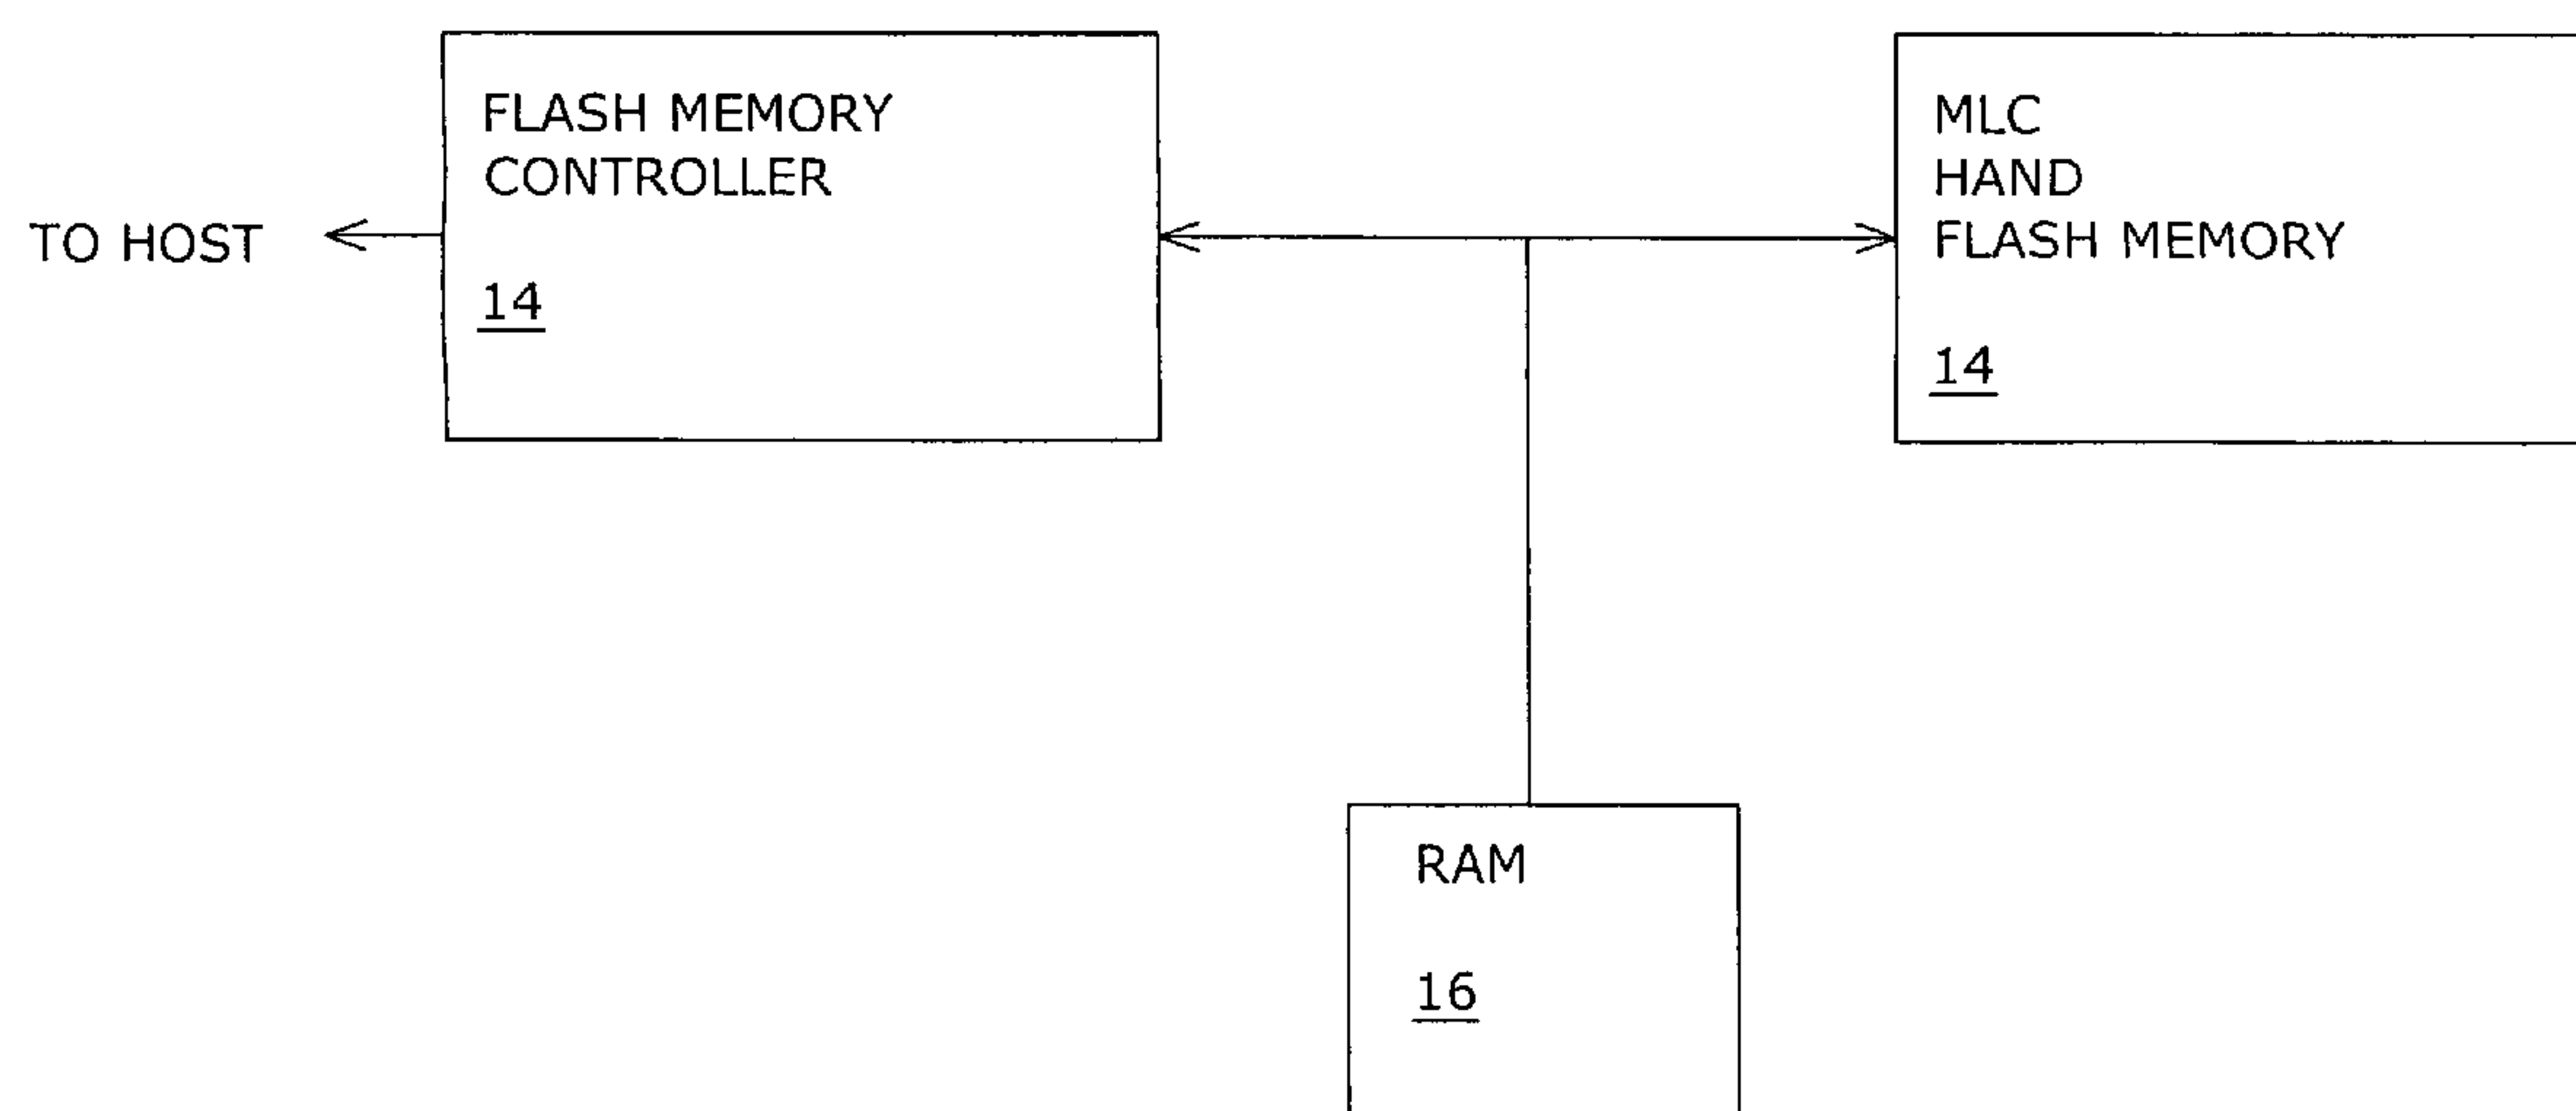 FLASH MEMORY
CONTROLLER
14
TO HOST
MLC
HAND
FLASH MEMORY
14
RAM
16